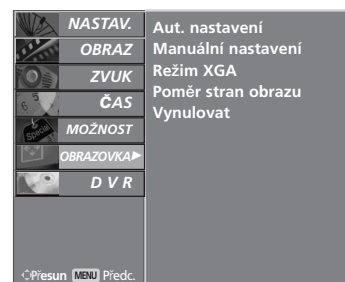 NASTAV.
OBRAZ
ZVUK
ČAS
MOŽNOST
OBRAZOVKA
D V R
Aut. nastavení
Manuální nastavení
Režim XGA
Poměr stran obrazu
Vynulovat
Přesun MENU Předc.